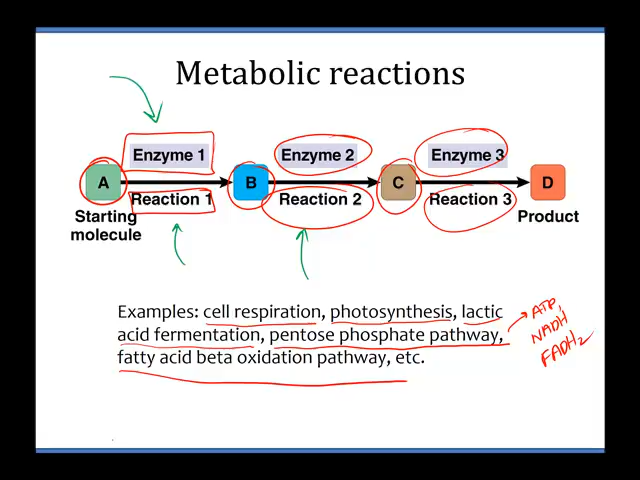 Metabolic reactions
Enzyme 1
Enzyme 2
Enzyme 3
A
B
C
D
Reaction 1
Reaction 2
Reaction 3
Starting
molecule
Product
Examples: cell respiration, photosynthesis, lactic
acid fermentation, pentose phosphate pathway,
fatty acid beta oxidation pathway, etc.
ATP,
NADH
FADH2